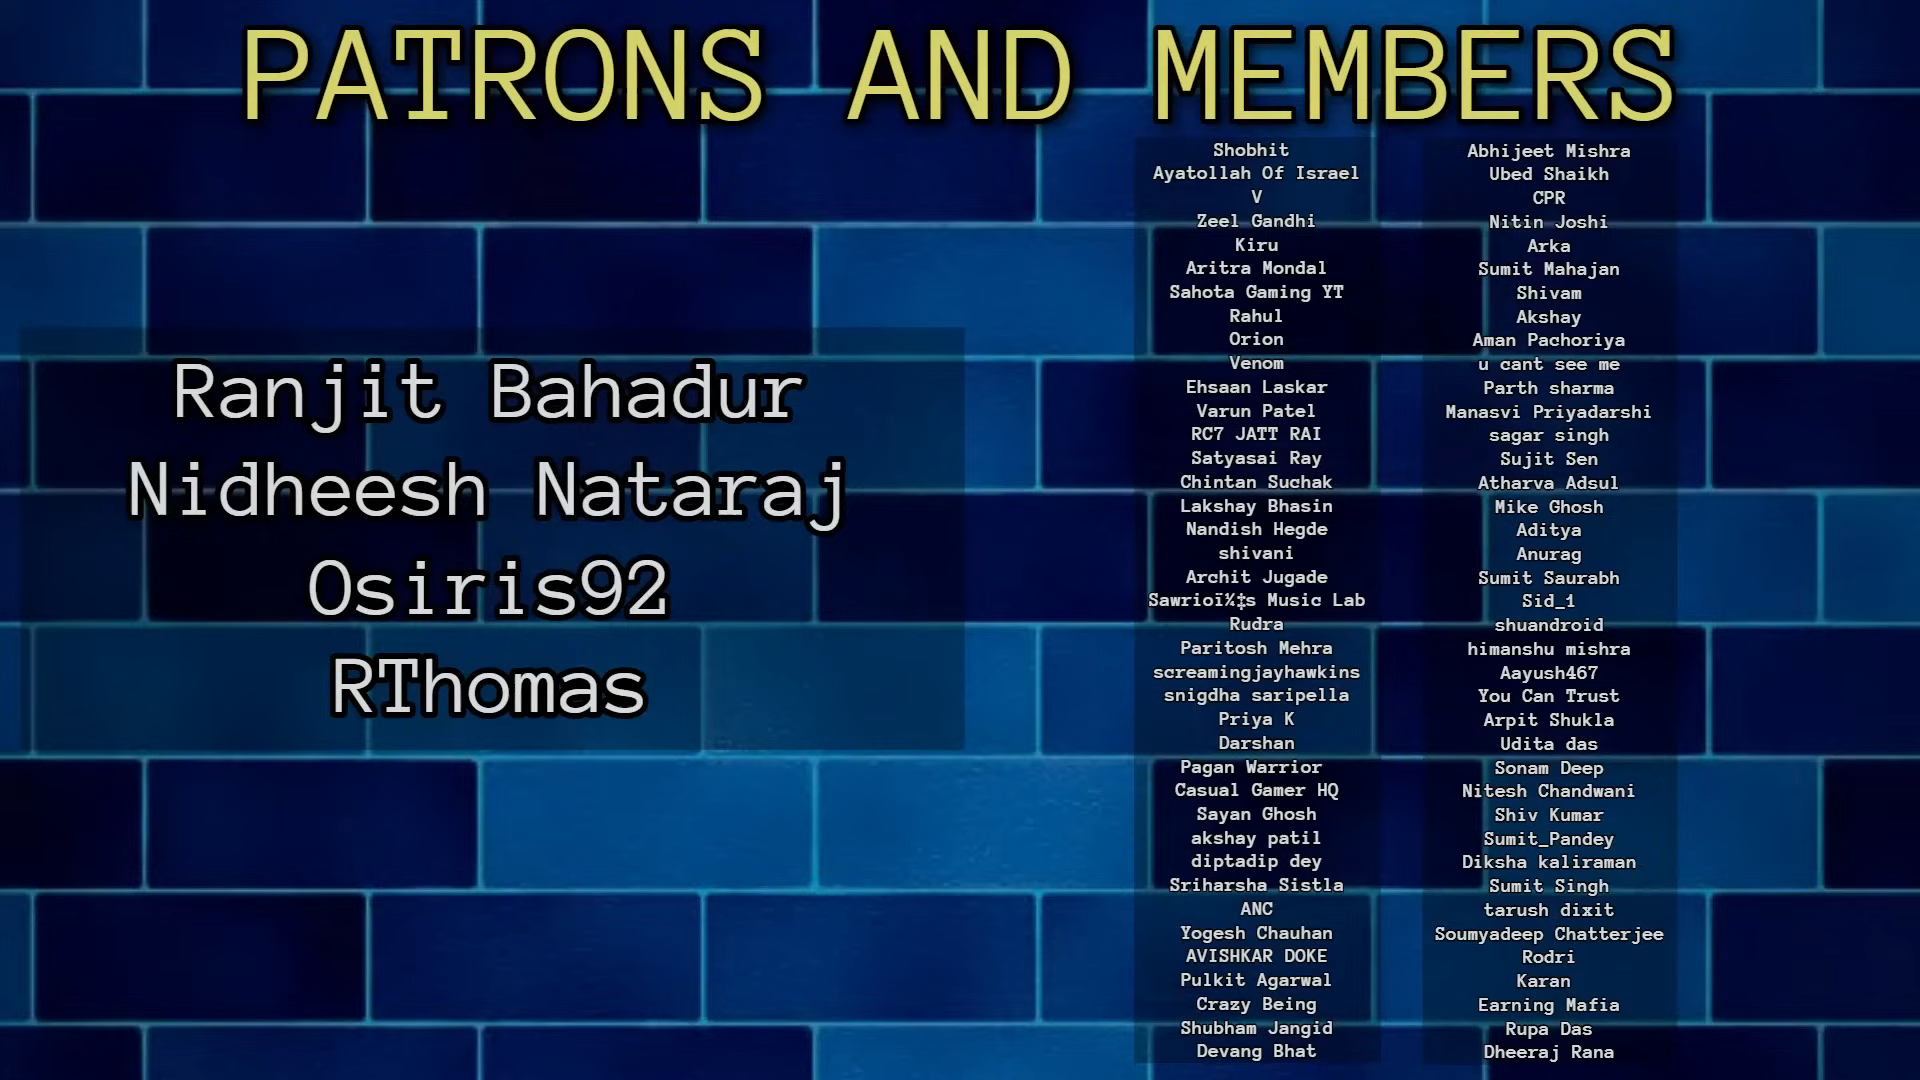 PATRONS AND MEMBERS
Ranjit Bahadur
Nidheesh Nataraj
Osiris92
RThomas
Shobhit
Ayatollah Of Israel
V
Zeel Gandhi
Kiru
Aritra Mondal
Sahota Gaming YT
Rahul
Orion
Venom
Ehsaan Laskar
Varun Patel
RC7 JATT RAI
Satyasai Ray
Chintan Suchak
Lakshay Bhasin
Nandish Hegde
shivani
Archit Jugade
Sawrioï¾‡s Music Lab
Rudra
Paritosh Mehra
screamingjayhawkins
snigdha saripella
Priya K
Darshan
Pagan Warrior
Casual Gamer HQ
Sayan Ghosh
akshay patil
diptadip dey
Sriharsha Sistla
ANC
Yogesh Chauhan
AVISHKAR DOKE
Pulkit Agarwal
Crazy Being
Shubham Jangid
Devang Bhat
Abhijeet Mishra
Ubed Shaikh
CPR
Nitin Joshi
Arka
Sumit Mahajan
Shivam
Akshay
Aman Pachoriya
u cant see me
Parth sharma
Manasvi Priyadarshi
sagar singh
Sujit Sen
Atharva Adsul
Mike Ghosh
Aditya
Anurag
Sumit Saurabh
Sid_1
shuandroid
himanshu mishra
Aayush467
You Can Trust
Arpit Shukla
Udita das
Sonam Deep
Nitesh Chandwani
Shiv Kumar
Sumit_Pandey
Diksha kaliraman
Sumit Singh
tarush dixit
Soumyadeep Chatterjee
Rodri
Karan
Earning Mafia
Rupa Das
Dheeraj Rana